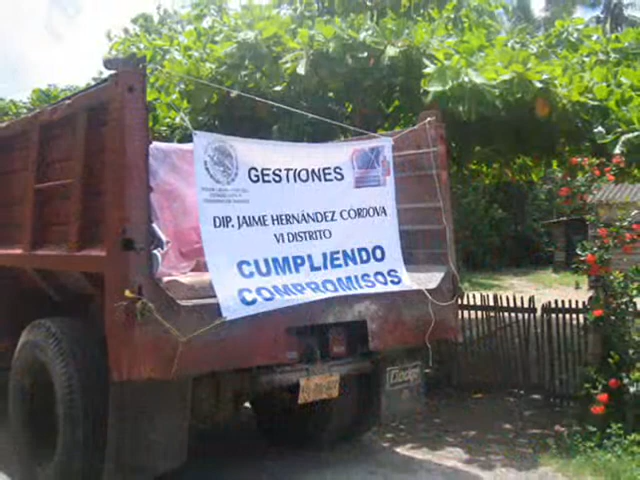 GESTIONES
DIP. JAIME HERNÁNDEZ CÓRDOVA
VI DISTRITO
CUMPLIENDO
COMPROMISOS